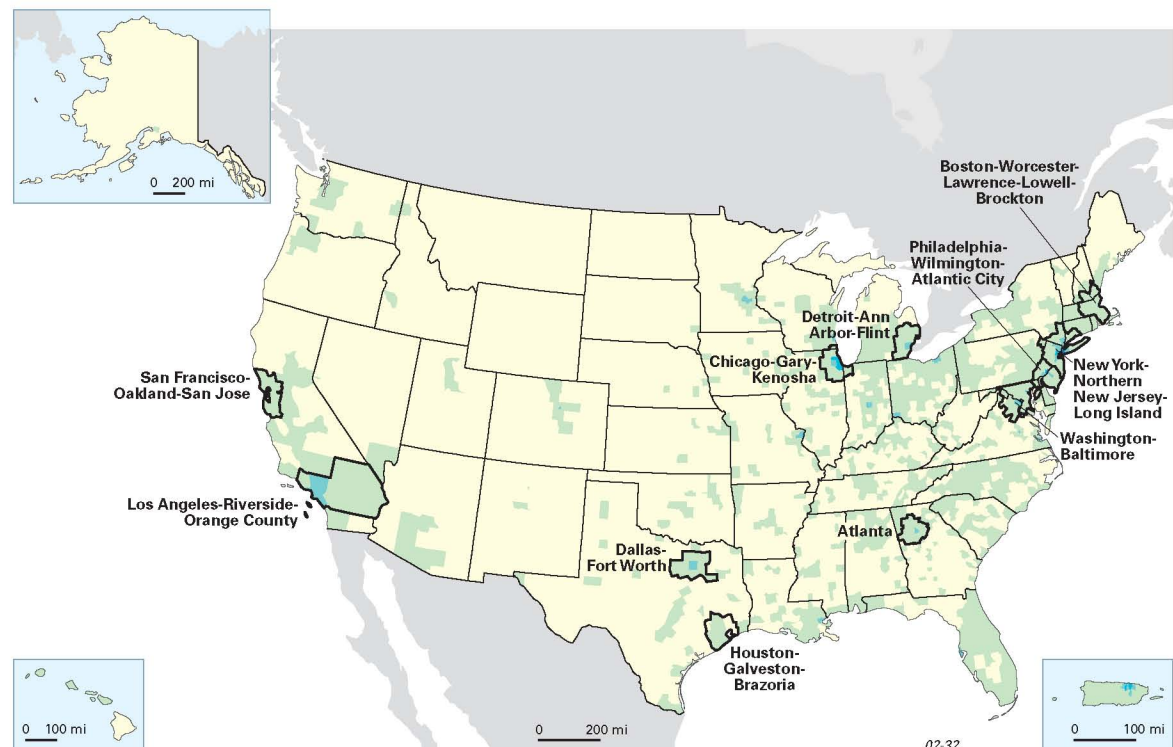 0 200 mi
Boston-Worcester-
Lawrence-Lowell-
Brockton
Philadelphia-
Wilmington-
Atlantic City
Detroit-Ann
Arbor-Flint
Chicago-Gary-
Kenosha
San Francisco-
Oakland-San Jose
New York-
Northern
New Jersey-
Long Island
Washington-
Baltimore
Los Angeles-Riverside-
Orange County
Atlanta
Dallas-
Fort Worth
Houston-
Galveston-
Brazoria
0 100 mi
0 200 mi
0 100 mi
02-32